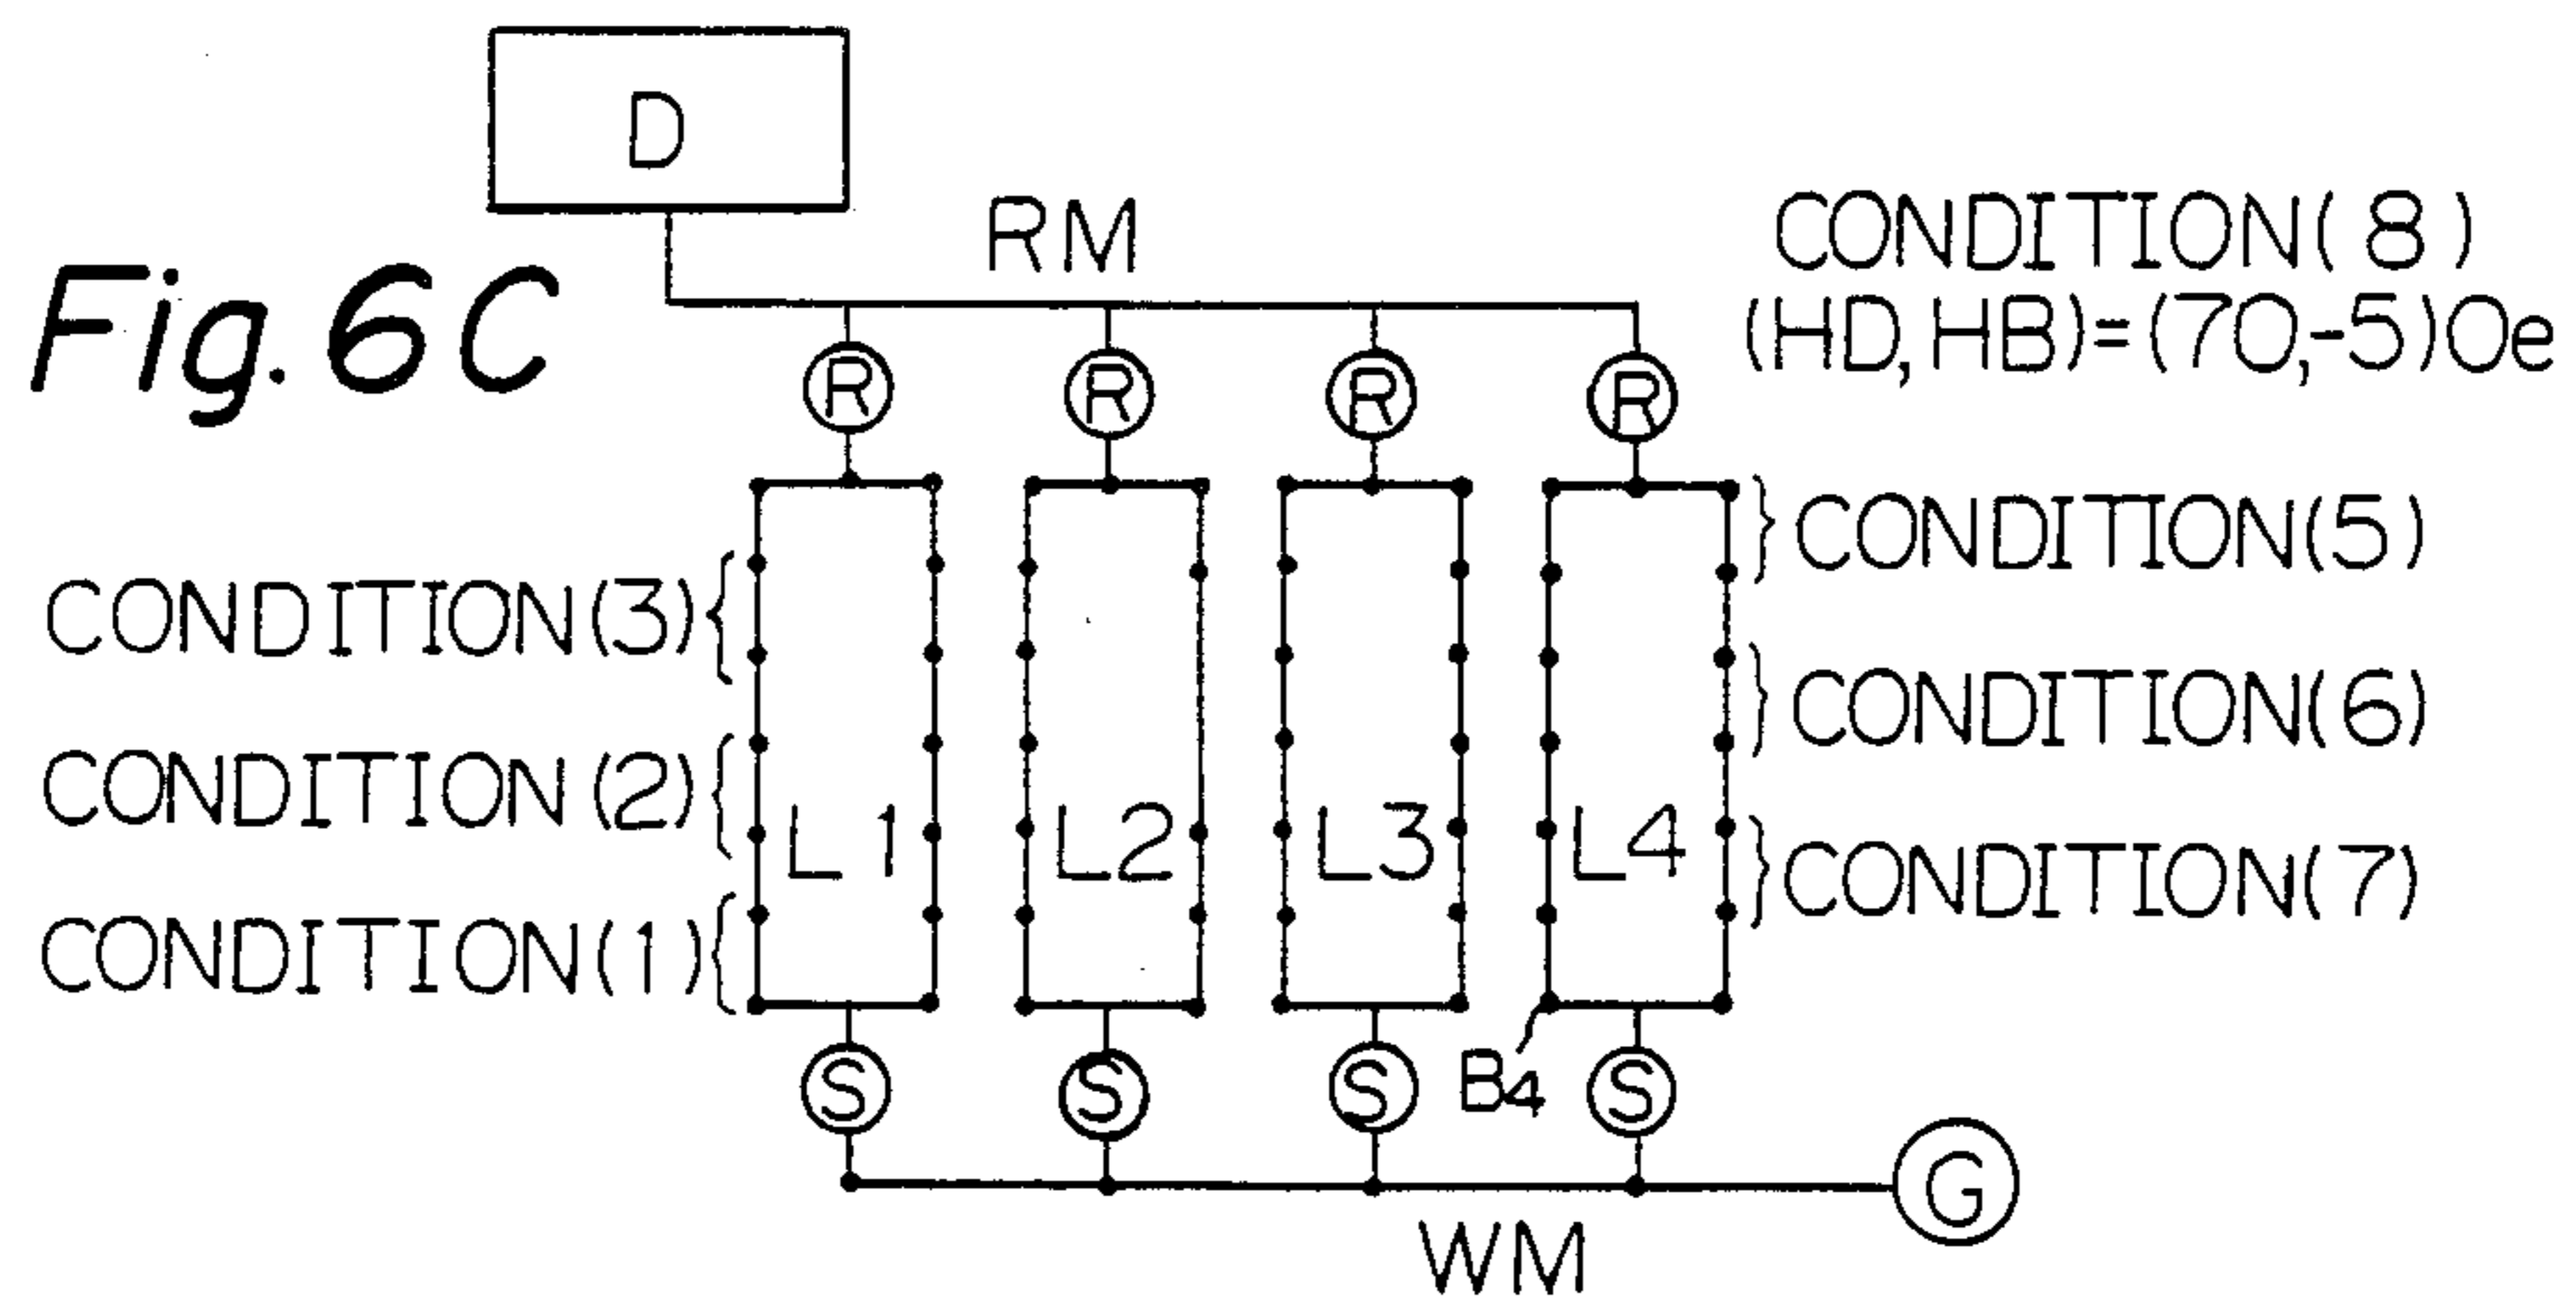 D
RM
CONDITION(8)
(HD,HB)=(70,-5)Oe
Fig. 6C
R R R R
CONDITION(5)
CONDITION(3)
CONDITION(6)
CONDITION(2)
L1 L2 L3 L4
CONDITION(7)
CONDITION(1)
S S S B4 S
G
WM